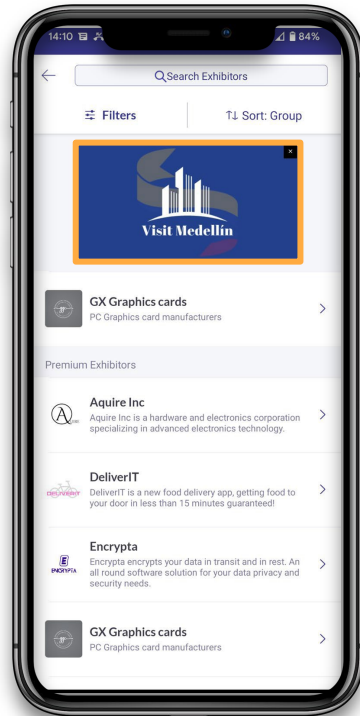 14:10
84%
Search Exhibitors
Filters
Sort: Group
x
Visit Medellín
GX Graphics cards
PC Graphics card manufacturers
Premium Exhibitors
Aquire Inc
Aquire Inc is a hardware and electronics corporation
specializing in advanced electronics technology.
DELIVERIT
DeliverIT
DeliverIT is a new food delivery app, getting food to
your door in less than 15 minutes guaranteed!
ENCRYPTA
Encrypta
Encrypta encrypts your data in transit and in rest. An
all round software solution for your data privacy and
security needs.
GX Graphics cards
PC Graphics card manufacturers